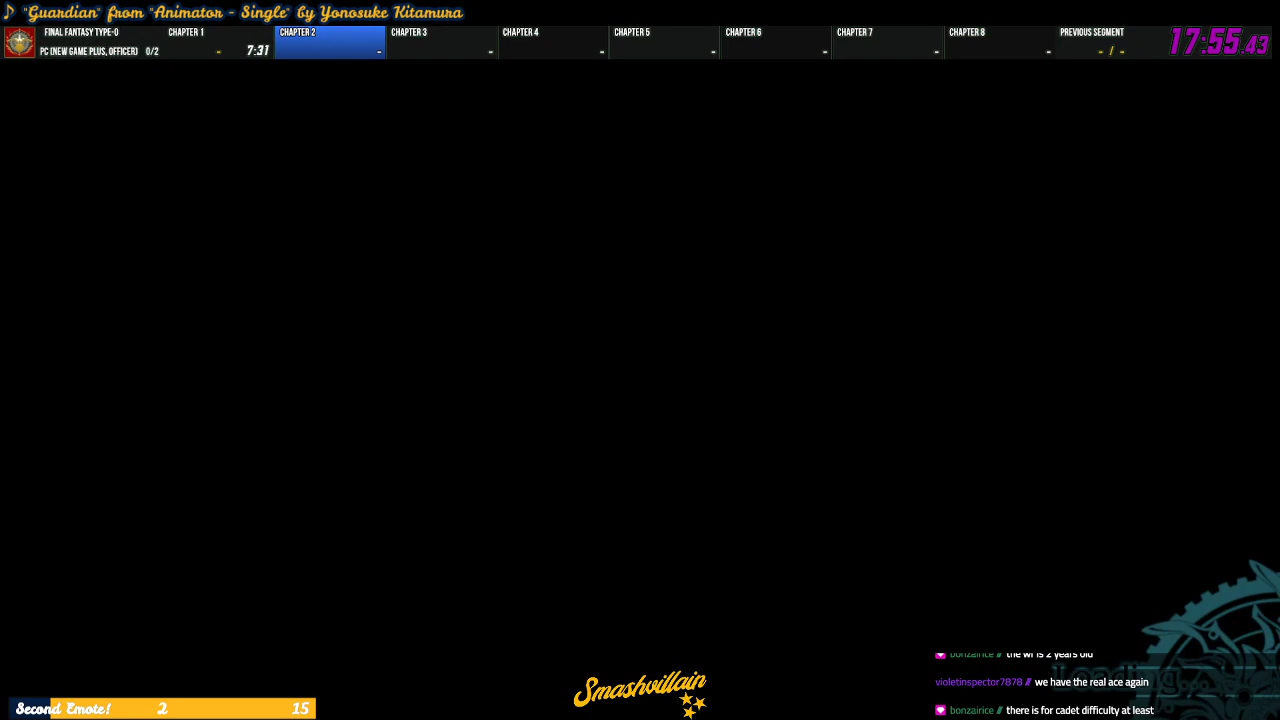 ♪ "Guardian" from "Animator - Single" by Yonosuke Kitamura
FINAL FANTASY TYPE-0
PC (NEW GAME PLUS, OFFICER) 0/2
CHAPTER 1
- 7:31
CHAPTER 2
-
CHAPTER 3
-
CHAPTER 4
-
CHAPTER 5
-
CHAPTER 6
-
CHAPTER 7
-
CHAPTER 8
-
PREVIOUS SEGMENT
- / -
17:55.43
bonzairice // the wr is 2 years old
Loading...
violetinspector7878 // we have the real ace again
bonzairice // there is for cadet difficulty at least
Smashvillain
Second Emote! 2 15